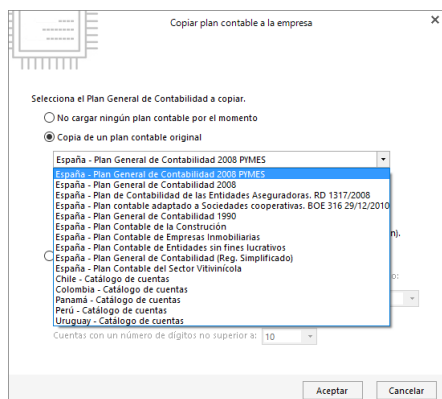 Copiar plan contable a la empresa
Selecciona el Plan General de Contabilidad a copiar.
No cargar ningún plan contable por el momento
Copia de un plan contable original
España - Plan General de Contabilidad 2008 PYMES
España - Plan General de Contabilidad 2008 PYMES
España - Plan General de Contabilidad 2008
España - Plan de Contabilidad de las Entidades Aseguradoras. RD 1317/2008
España - Plan contable adaptado a Sociedades cooperativas. BOE 316 29/12/2010
España - Plan General de Contabilidad 1990
España - Plan Contable de la Construción
España - Plan Contable de Empresas Inmobiliarias
España - Plan Contable de Entidades sin fines lucrativos
España - Plan General de Contabilidad (Reg. Simplificado)
España - Plan Contable del Sector Vitivinícola
Chile - Catálogo de cuentas
Colombia - Catálogo de cuentas
Panamá - Catálogo de cuentas
Perú - Catálogo de cuentas
Uruguay - Catálogo de cuentas
Cuentas con un número de dígitos no superior a: 10
Aceptar Cancelar